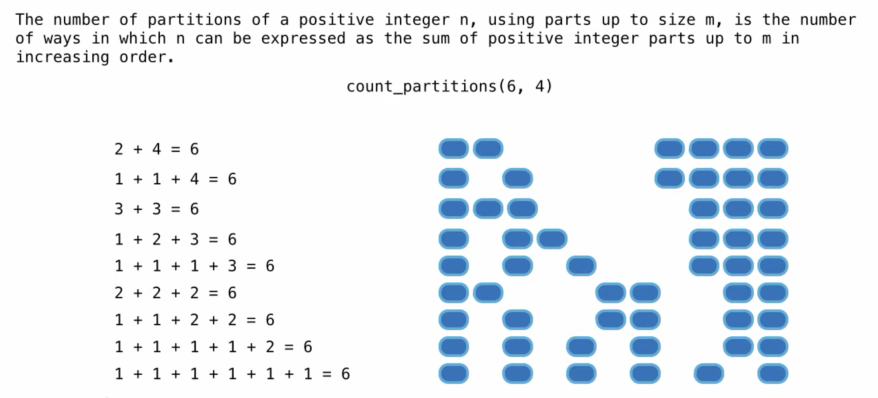 The number of partitions of a positive integer n, using parts up to size m, is the number
of ways in which n can be expressed as the sum of positive integer parts up to m in
increasing order.
count_partitions(6, 4)
2 + 4 = 6
1 + 1 + 4 = 6
3 + 3 = 6
1 + 2 + 3 = 6
1 + 1 + 1 + 3 = 6
2 + 2 + 2 = 6
1 + 1 + 2 + 2 = 6
1 + 1 + 1 + 1 + 2 = 6
1 + 1 + 1 + 1 + 1 + 1 = 6